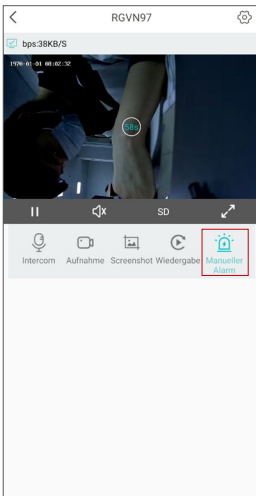 RGVN97
bps:38KB/S
1970-01-01 08:02:32
58s
SD
Intercom Aufnahme Screenshot Wiedergabe Manueller
Alarm